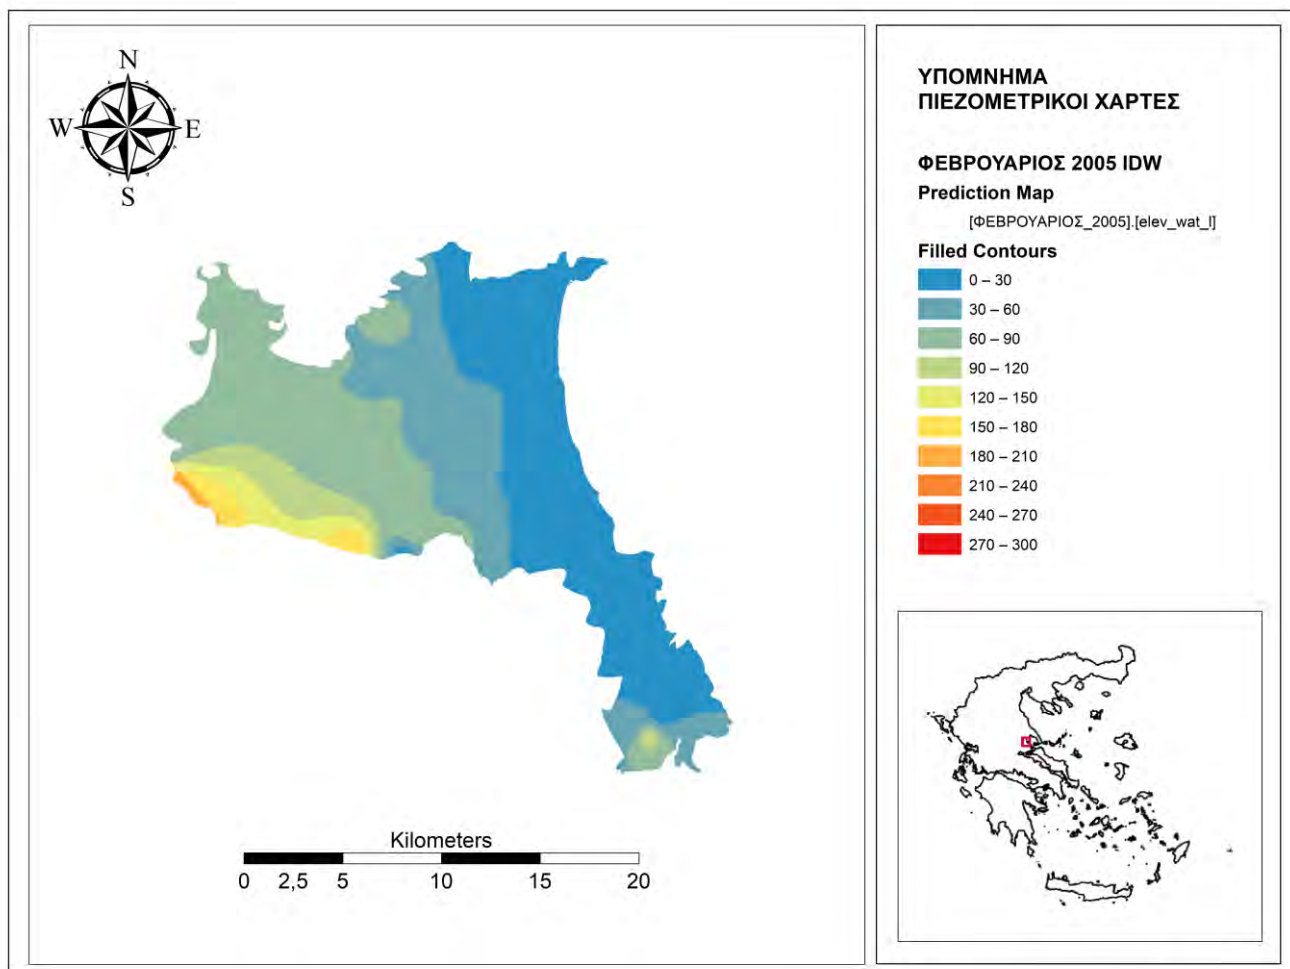 N
W E
S
Kilometers
0 2,5 5 10 15 20
ΥΠΟΜΝΗΜΑ
ΠΙΕΖΟΜΕΤΡΙΚΟΙ ΧΑΡΤΕΣ
ΦΕΒΡΟΥΑΡΙΟΣ 2005 IDW
Prediction Map
[ΦΕΒΡΟΥΑΡΙΟΣ_2005].[elev_wat_l]
Filled Contours
0 – 30
30 – 60
60 – 90
90 – 120
120 – 150
150 – 180
180 – 210
210 – 240
240 – 270
270 – 300